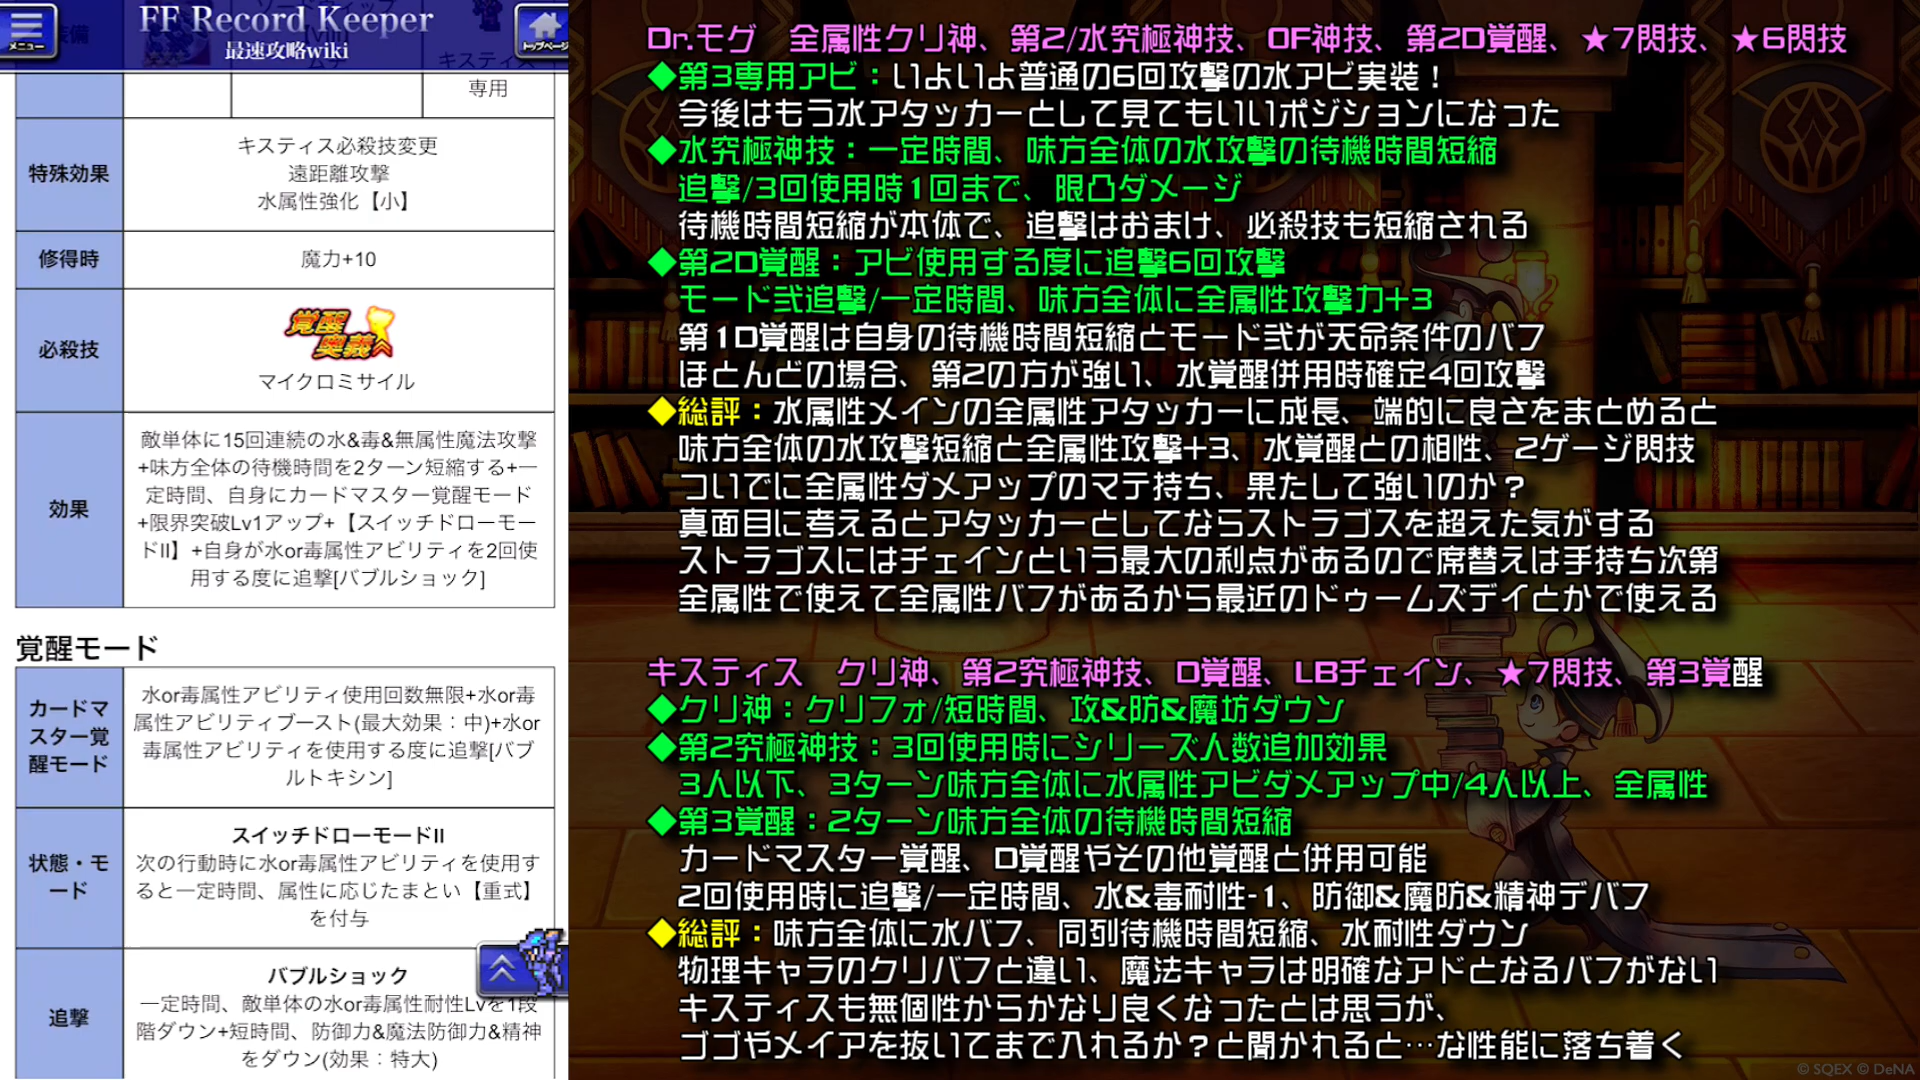 FF Record Keeper
最速攻略wiki
メニュー
トップページ
専用
特殊効果
キスティス必殺技変更
遠距離攻撃
水属性強化【小】
修得時
魔力+10
必殺技
覚醒奥義
マイクロミサイル
効果
敵単体に15回連続の水&毒&無属性魔法攻撃
+味方全体の待機時間を2ターン短縮する+一
定時間、自身にカードマスター覚醒モード
+限界突破Lv1アップ+【スイッチドローモー
ドII】+自身が水or毒属性アビリティを2回使
用する度に追撃[バブルショック]
覚醒モード
カードマスター覚醒モード
水or毒属性アビリティ使用回数無限+水or毒
属性アビリティブースト(最大効果：中)+水or
毒属性アビリティを使用する度に追撃[バブ
ルトキシン]
状態・モード
スイッチドローモードII
次の行動時に水or毒属性アビリティを使用す
ると一定時間、属性に応じたまとい【重式】
を付与
追撃
バブルショック
一定時間、敵単体の水or毒属性耐性Lvを1段
階ダウン+短時間、防御力&魔法防御力&精神
をダウン(効果：特大)
Dr.モグ　全属性クリ神、第2/水究極神技、OF神技、第2D覚醒、★7閃技、★6閃技
◆第3専用アビ：いよいよ普通の6回攻撃の水アビ実装！
今後はもう水アタッカーとして見てもいいポジションになった
◆水究極神技：一定時間、味方全体の水攻撃の待機時間短縮
追撃/3回使用時1回まで、限凸ダメージ
待機時間短縮が本体で、追撃はおまけ、必殺技も短縮される
◆第2D覚醒：アビ使用する度に追撃6回攻撃
モード弐追撃/一定時間、味方全体に全属性攻撃力+3
第1D覚醒は自身の待機時間短縮とモード弐が天命条件のバフ
ほとんどの場合、第2の方が強い、水覚醒併用時確定4回攻撃
◆総評：水属性メインの全属性アタッカーに成長、端的に良さをまとめると
味方全体の水攻撃短縮と全属性攻撃+3、水覚醒との相性、2ゲージ閃技
ついでに全属性ダメアップのマテ持ち、果たして強いのか？
真面目に考えるとアタッカーとしてならストラゴスを超えた気がする
ストラゴスにはチェインという最大の利点があるので席替えは手持ち次第
全属性で使えて全属性バフがあるから最近のドゥームズデイとかで使える
キスティス　クリ神、第2究極神技、D覚醒、LBチェイン、★7閃技、第3覚醒
◆クリ神：クリフォ/短時間、攻&防&魔坊ダウン
◆第2究極神技：3回使用時にシリーズ人数追加効果
3人以下、3ターン味方全体に水属性アビダメアップ中/4人以上、全属性
◆第3覚醒：2ターン味方全体の待機時間短縮
カードマスター覚醒、D覚醒やその他覚醒と併用可能
2回使用時に追撃/一定時間、水&毒耐性-1、防御&魔防&精神デバフ
◆総評：味方全体に水バフ、同列待機時間短縮、水耐性ダウン
物理キャラのクリバフと違い、魔法キャラは明確なアドとなるバフがない
キスティスも無個性からかなり良くなったとは思うが、
ゴゴやメイアを抜いてまで入れるか？と聞かれると…な性能に落ち着く
© SQEX © DeNA